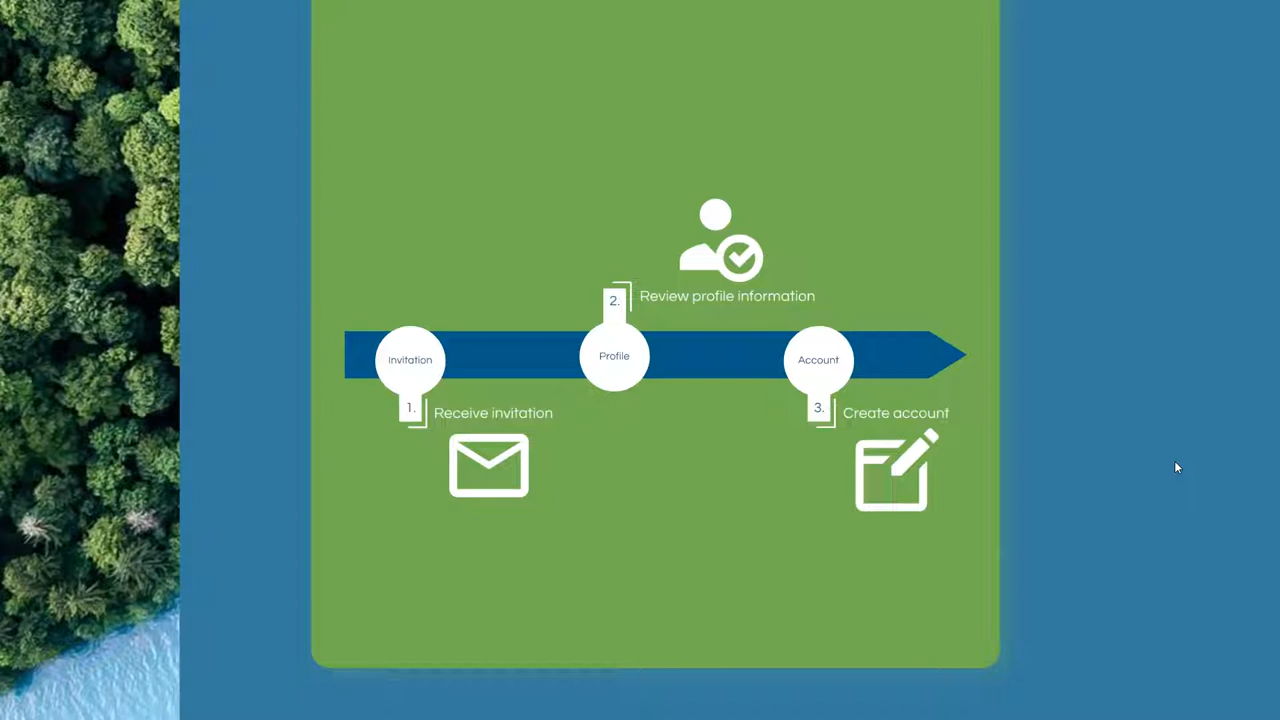 2.
Review profile information
Invitation
Profile
Account
1.
Receive invitation
3.
Create account